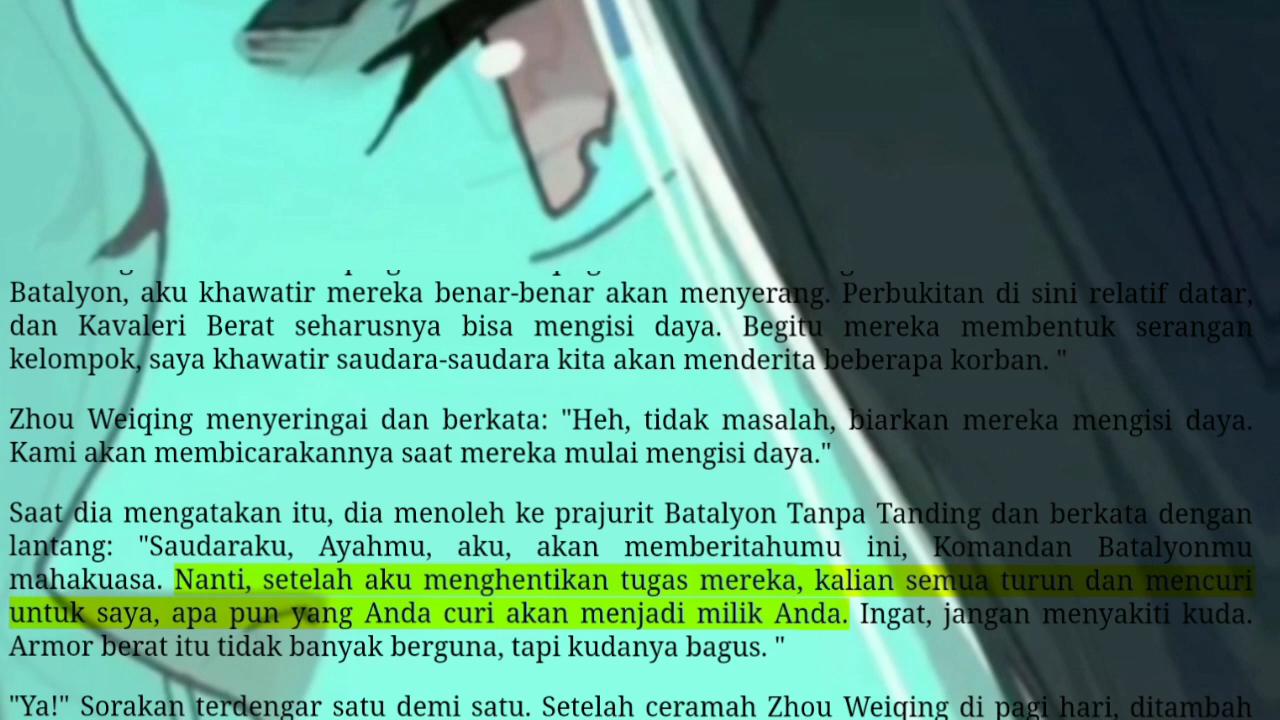 Batalyon, aku khawatir mereka benar-benar akan menyerang. Perbukitan di sini relatif datar,
dan Kavaleri Berat seharusnya bisa mengisi daya. Begitu mereka membentuk serangan
kelompok, saya khawatir saudara-saudara kita akan menderita beberapa korban. "
Zhou Weiqing menyeringai dan berkata: "Heh, tidak masalah, biarkan mereka mengisi daya.
Kami akan membicarakannya saat mereka mulai mengisi daya."
Saat dia mengatakan itu, dia menoleh ke prajurit Batalyon Tanpa Tanding dan berkata dengan
lantang: "Saudaraku, Ayahmu, aku, akan memberitahumu ini, Komandan Batalyonmu
mahakuasa. Nanti, setelah aku menghentikan tugas mereka, kalian semua turun dan mencuri
untuk saya, apa pun yang Anda curi akan menjadi milik Anda. Ingat, jangan menyakiti kuda.
Armor berat itu tidak banyak berguna, tapi kudanya bagus. "
"Ya!" Sorakan terdengar satu demi satu. Setelah ceramah Zhou Weiqing di pagi hari, ditambah